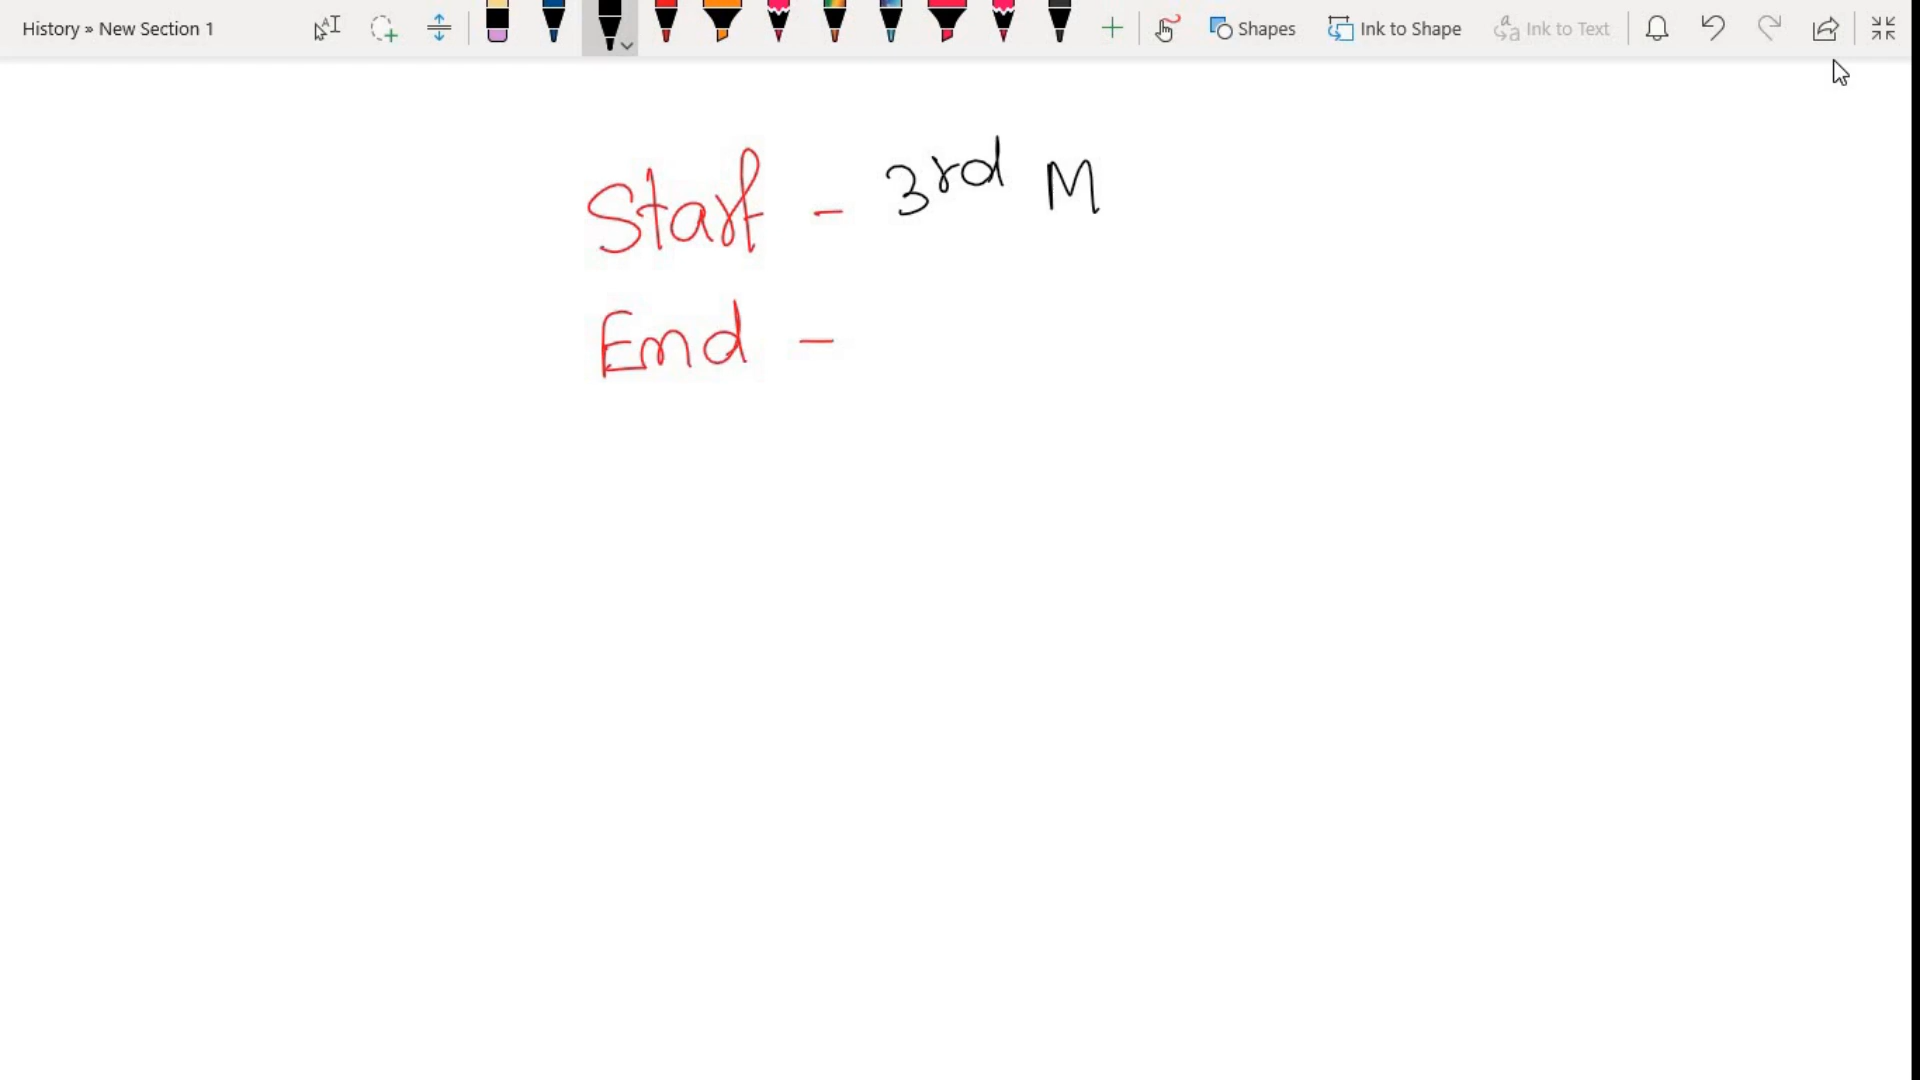 History » New Section 1 Shapes Ink to Shape Ink to Text
Start - 3rd M
End -